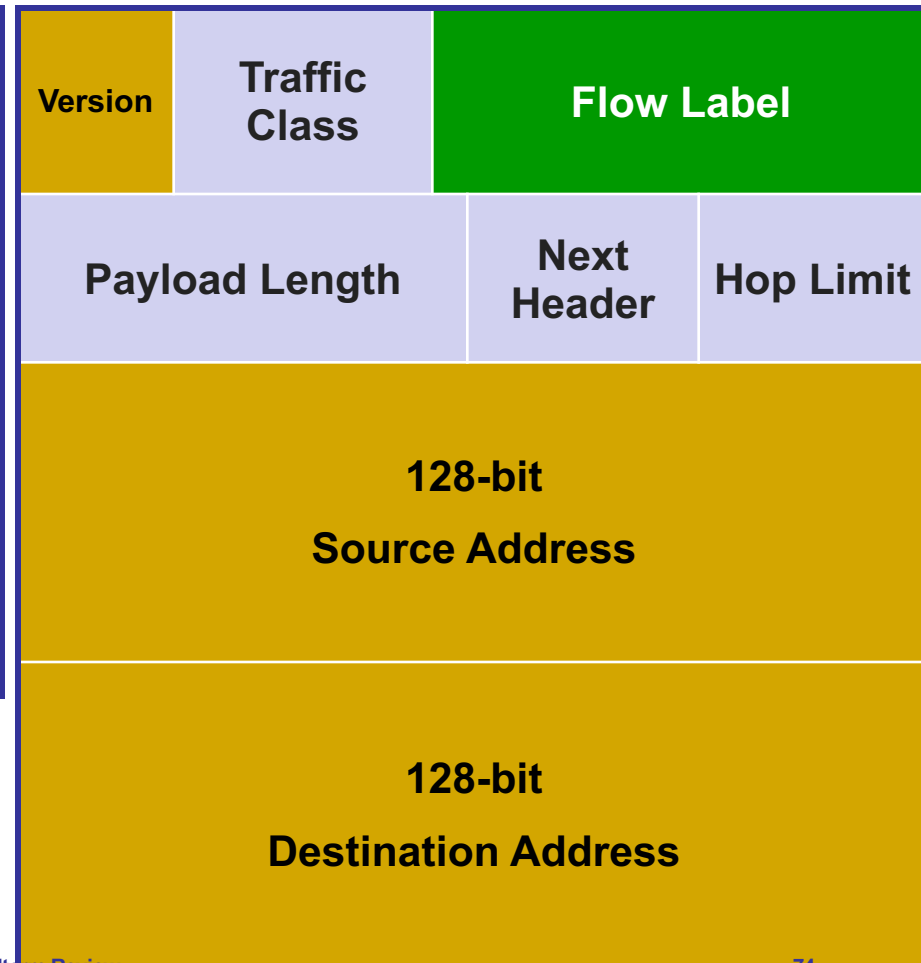 Version
Traffic
Class
Flow Label
Payload Length
Next
Header
Hop Limit
128-bit
Source Address
128-bit
Destination Address